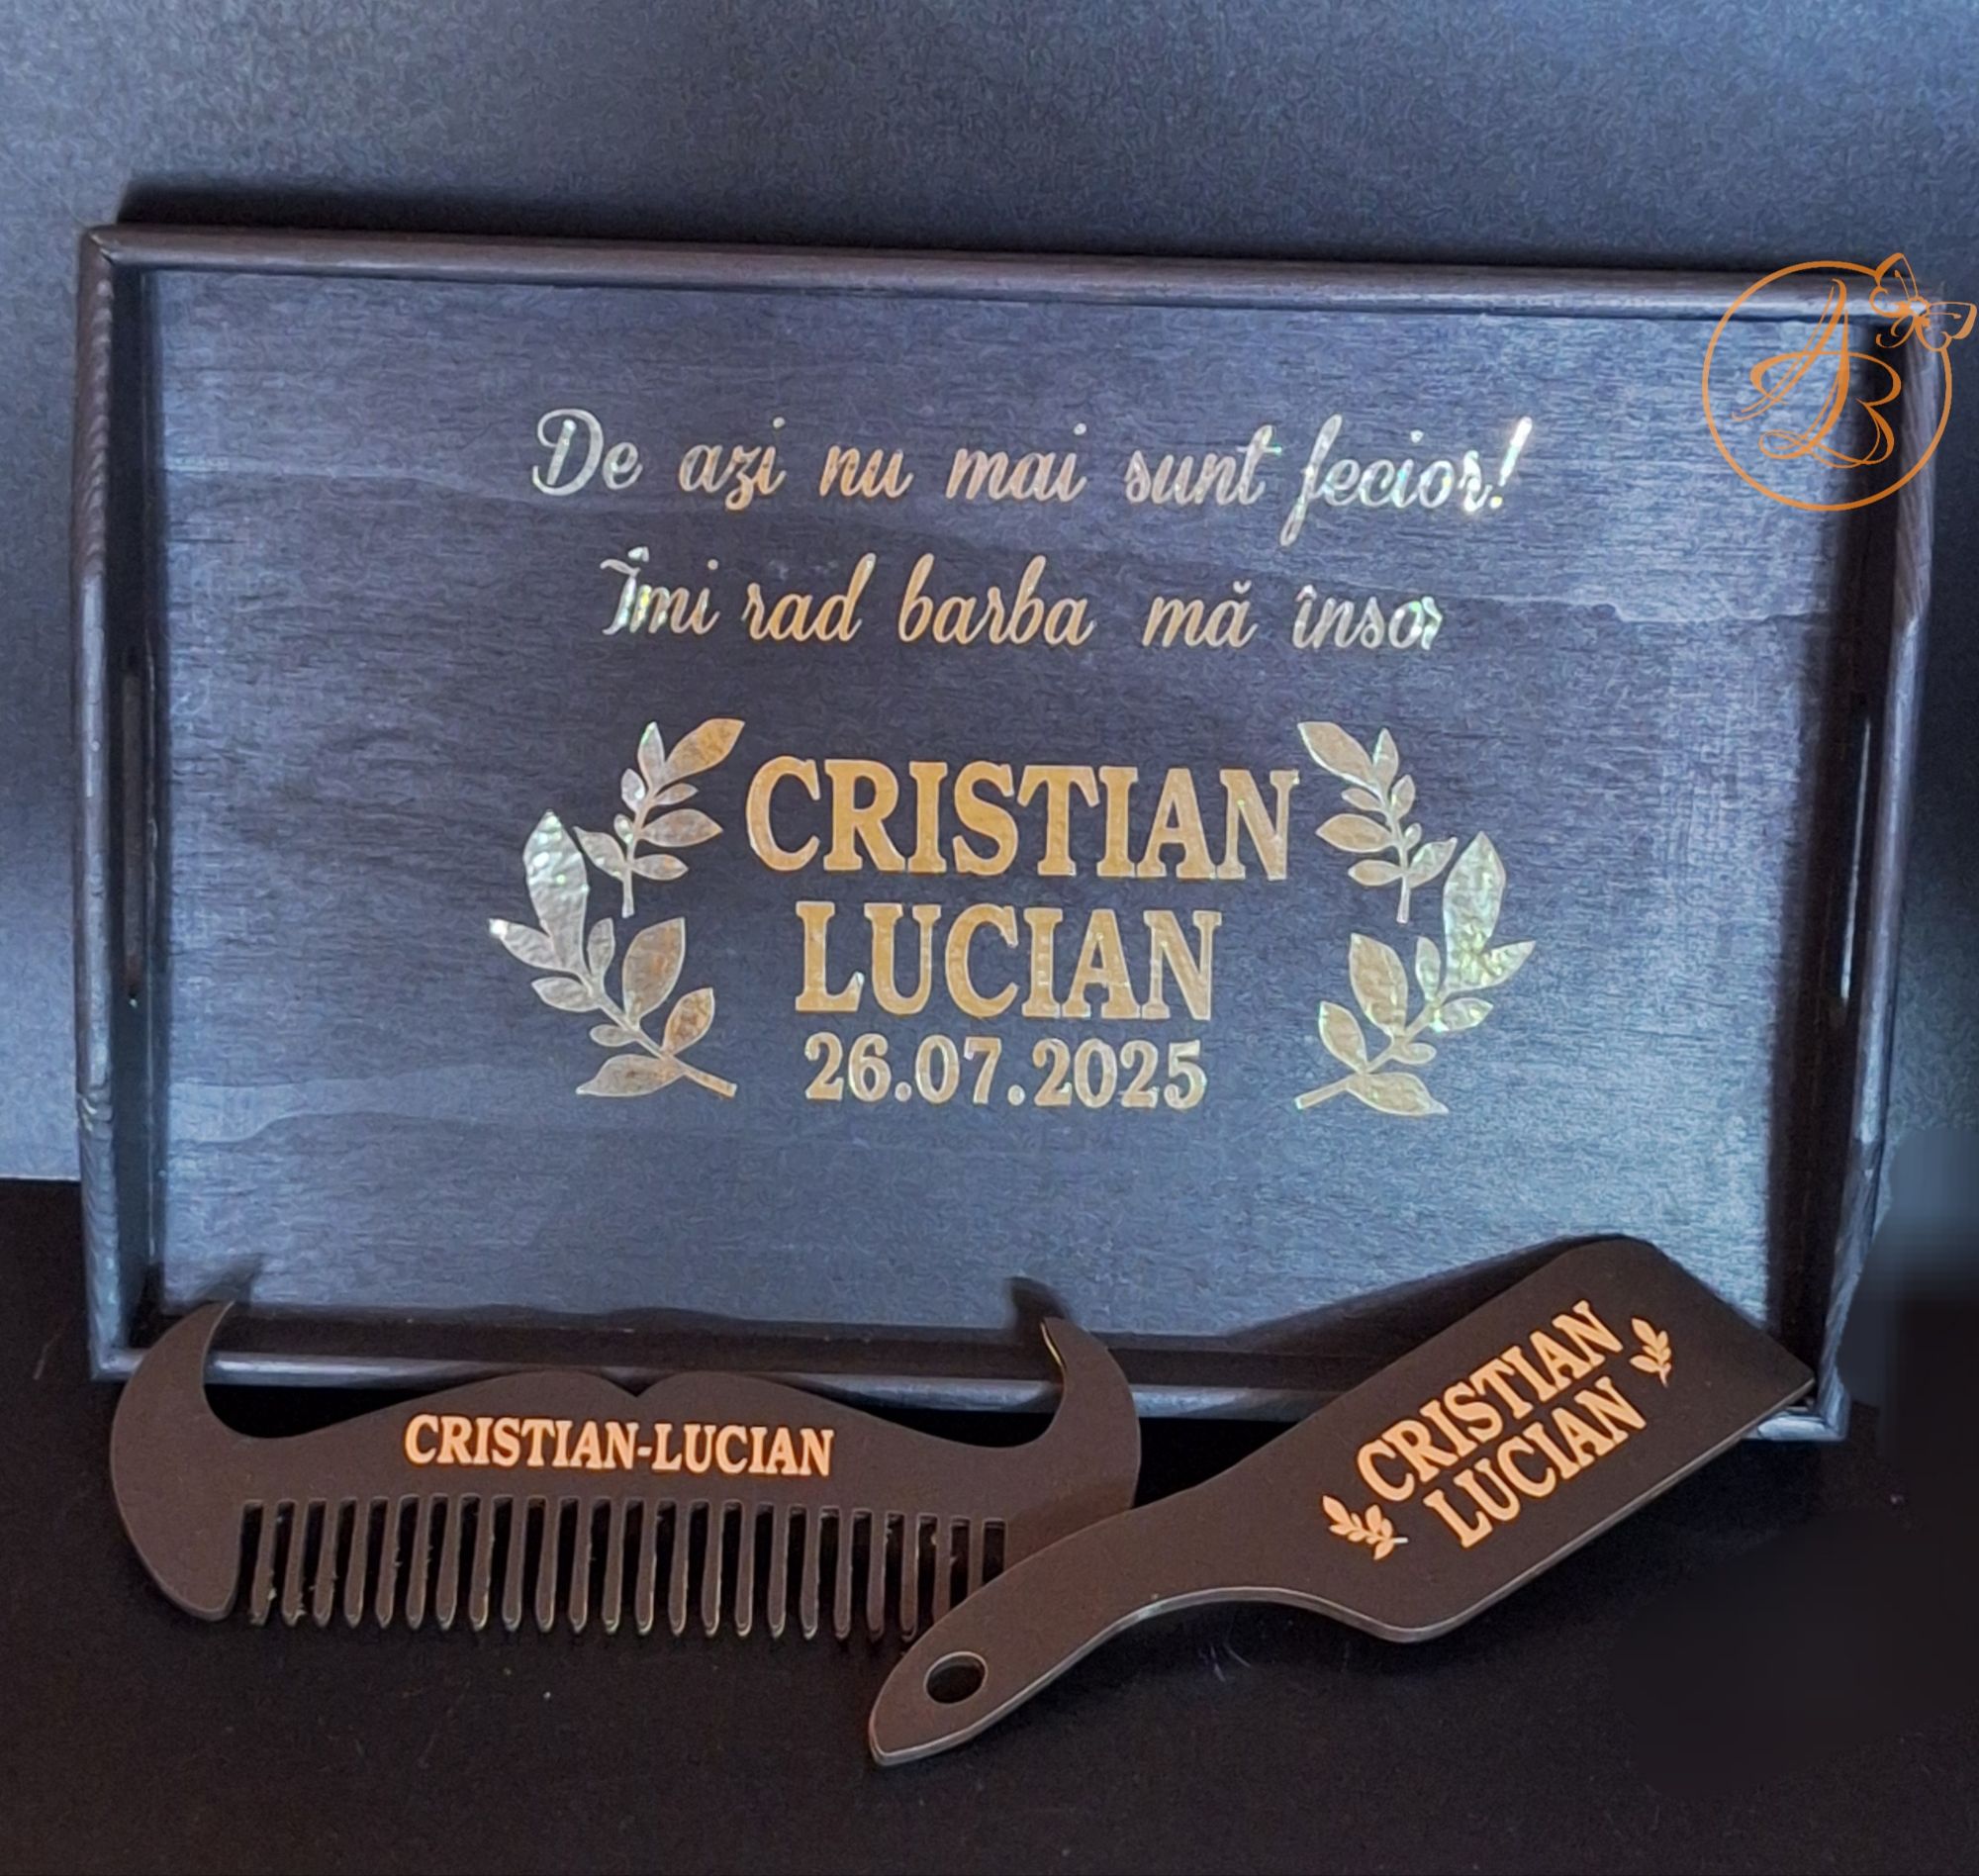 De azi nu mai sunt fecior!
Îmi rad barba mă însor
CRISTIAN
LUCIAN
26.07.2025
CRISTIAN-LUCIAN
CRISTIAN
LUCIAN
AB